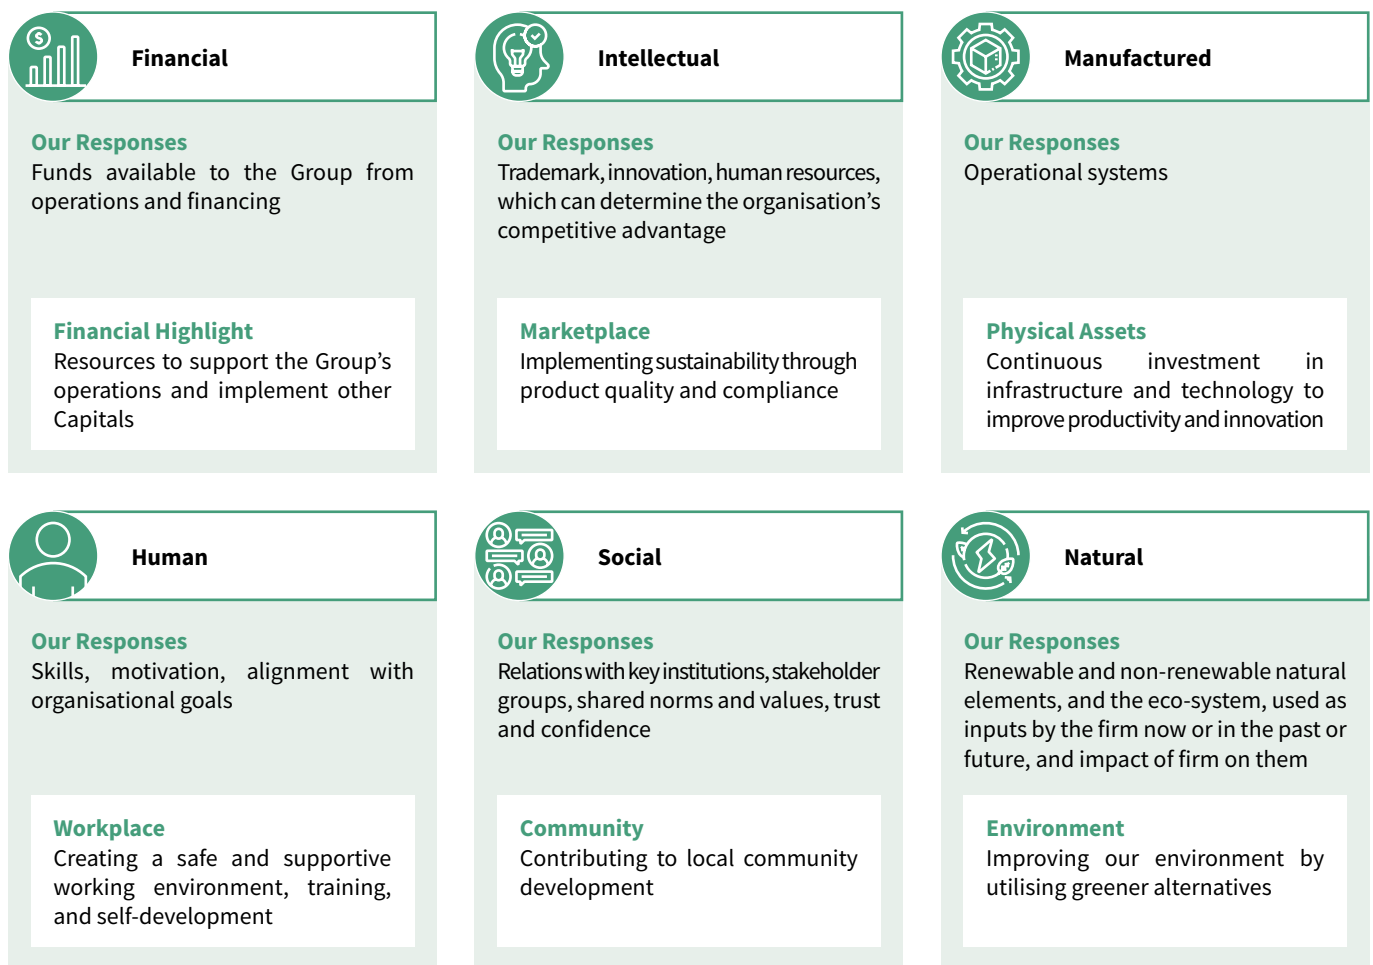 Financial
Our Responses
Funds available to the Group from
operations and financing
Financial Highlight
Resources to support the Group's
operations and implement other
Capitals
Intellectual
Our Responses
Trademark, innovation, human resources,
which can determine the organisation's
competitive advantage
Marketplace
Implementing sustainability through
product quality and compliance
Manufactured
Our Responses
Operational systems
Physical Assets
Continuous investment in
infrastructure and technology to
improve productivity and innovation
Human
Our Responses
Skills, motivation, alignment with
organisational goals
Workplace
Creating a safe and supportive
working environment, training,
and self-development
Social
Our Responses
Relations with key institutions, stakeholder
groups, shared norms and values, trust
and confidence
Community
Contributing to local community
development
Natural
Our Responses
Renewable and non-renewable natural
elements, and the eco-system, used as
inputs by the firm now or in the past or
future, and impact of firm on them
Environment
Improving our environment by
utilising greener alternatives